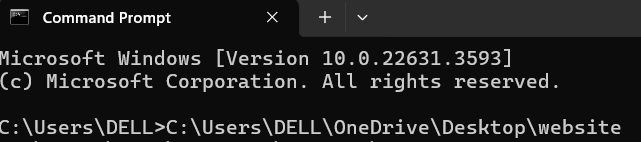 Command Prompt
Microsoft Windows [Version 10.0.22631.3593]
(c) Microsoft Corporation. All rights reserved.
C:\Users\DELL>C:\Users\DELL\OneDrive\Desktop\website